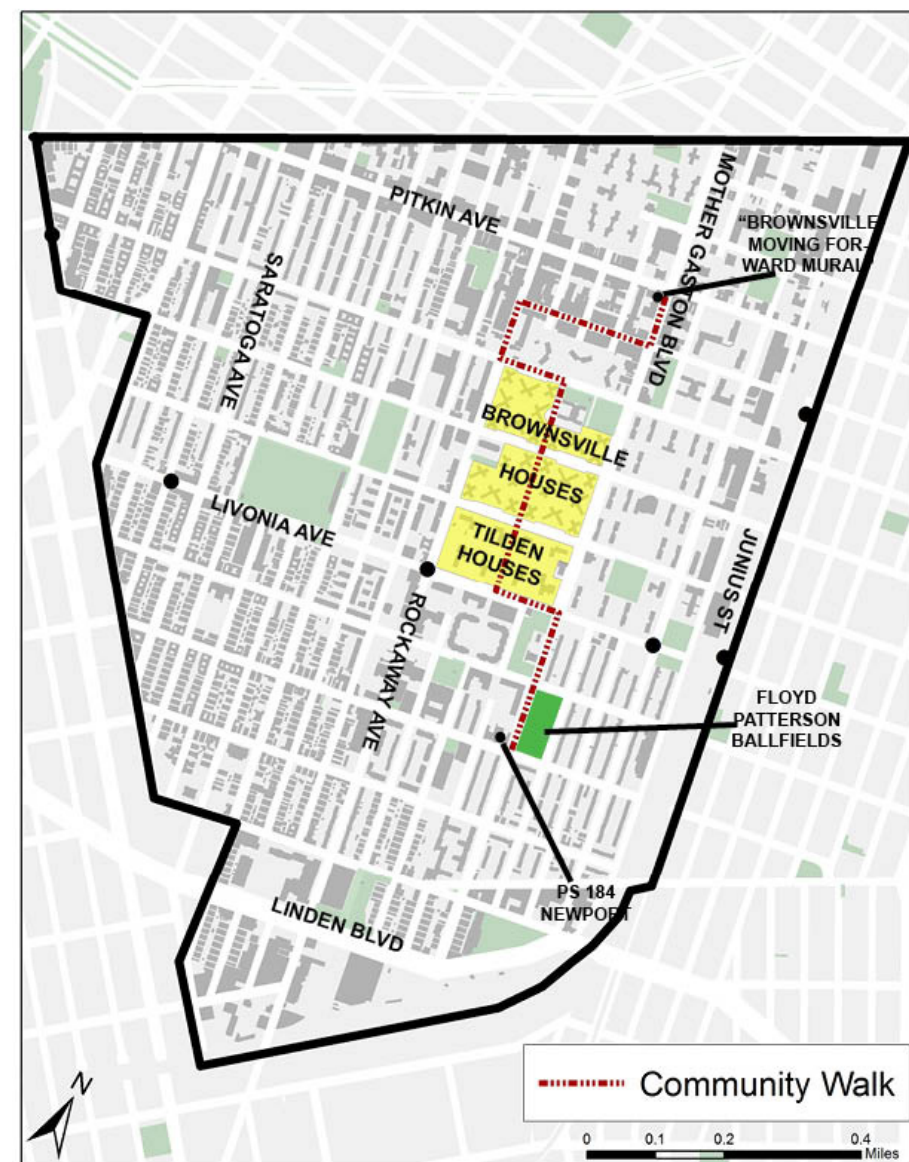 PITKIN AVE
MOTHER GASTON BLVD
"BROWNSVILLE
MOVING FOR-
WARD MURAL"
SARATOGA AVE
BROWNSVILLE
HOUSES
LIVONIA AVE
TILDEN
HOUSES
JUNIUS ST
ROCKAWAY AVE
FLOYD
PATTERSON
BALLFIELDS
PS 184
NEWPORT
LINDEN BLVD
N
Community Walk
0 0.1 0.2 0.4
Miles